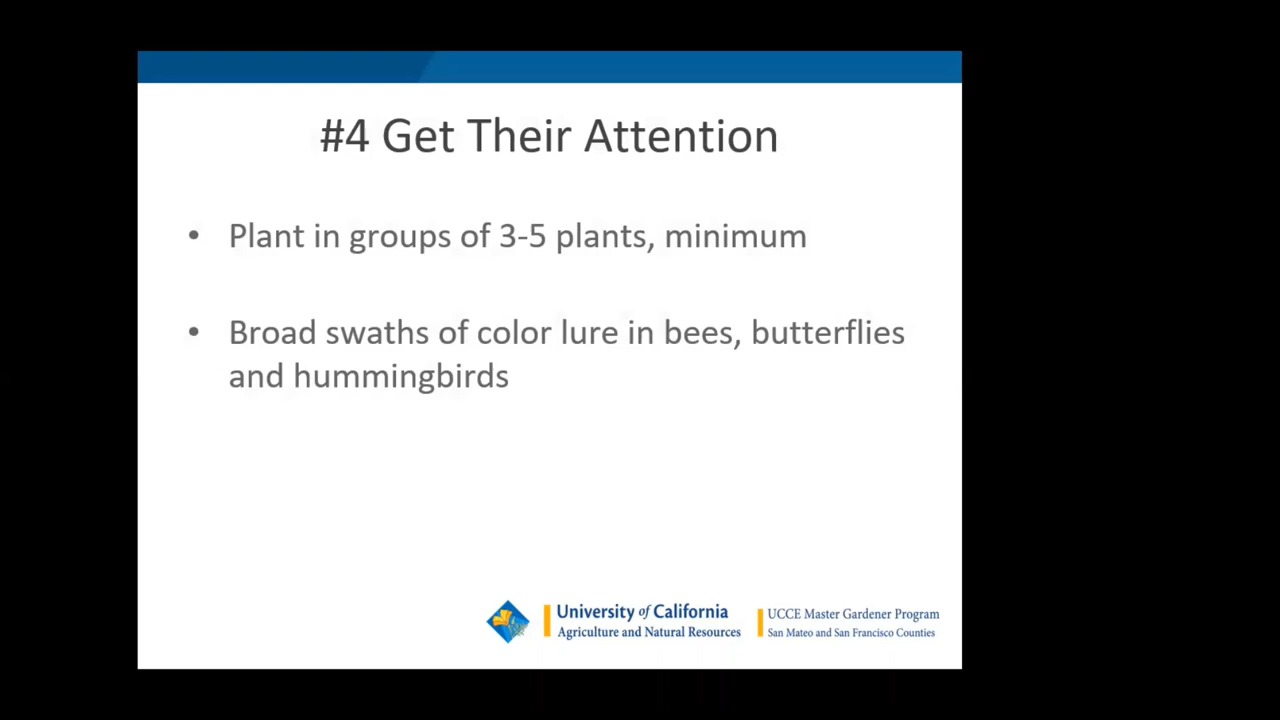 #4 Get Their Attention
• Plant in groups of 3-5 plants, minimum
• Broad swaths of color lure in bees, butterflies
and hummingbirds
University of California
Agriculture and Natural Resources
UCCE Master Gardener Program
San Mateo and San Francisco Counties